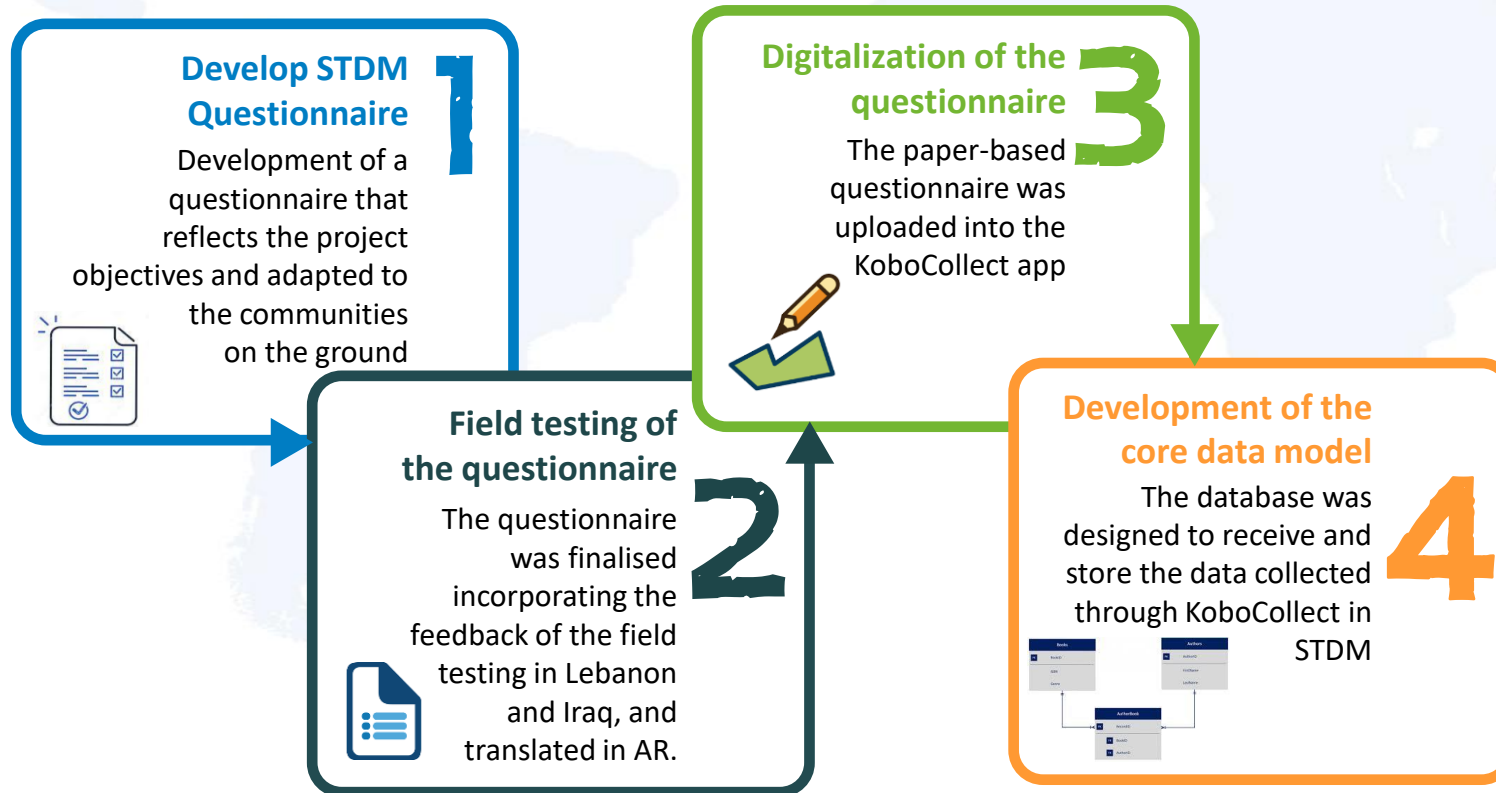 Develop STDM
Questionnaire
1
Development of a
questionnaire that
reflects the project
objectives and adapted to
the communities
on the ground
Field testing of
the questionnaire
2
The questionnaire
was finalised
incorporating the
feedback of the field
testing in Lebanon
and Iraq, and
translated in AR.
Digitalization of the
questionnaire
3
The paper-based
questionnaire was
uploaded into the
KoboCollect app
Development of the
core data model
4
The database was
designed to receive and
store the data collected
through KoboCollect in
STDM
Books
Authors
AuthorBook